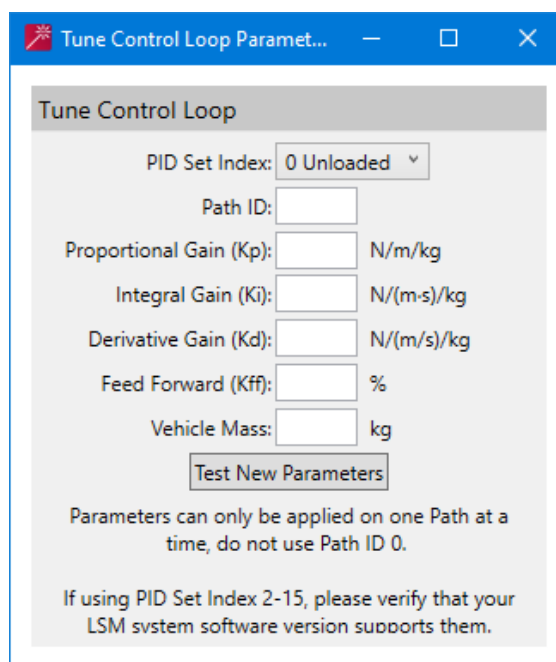 Tune Control Loop Paramet...
Tune Control Loop
PID Set Index: 0 Unloaded
Path ID:
Proportional Gain (Kp): N/m/kg
Integral Gain (Ki): N/(m·s)/kg
Derivative Gain (Kd): N/(m/s)/kg
Feed Forward (Kff): %
Vehicle Mass: kg
Test New Parameters
Parameters can only be applied on one Path at a
time, do not use Path ID 0.
If using PID Set Index 2-15, please verify that your
LSM system software version supports them.